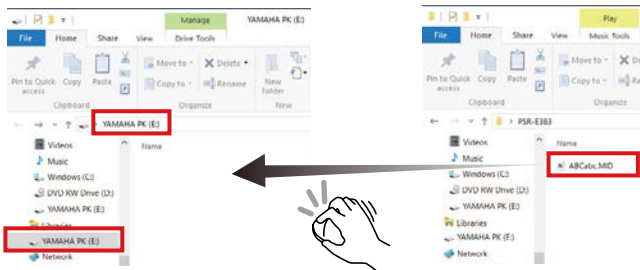 Manage YAMAHA PK (E:)
File Home Share View Drive Tools
Pin to Quick access
Copy
Paste
Move to
Copy to
Delete
Rename
New folder
Clipboard
Organize
New
YAMAHA PK (E:)
Videos
Music
Windows (C:)
DVD RW Drive (D:)
YAMAHA PK (E:)
Libraries
YAMAHA PK (E:)
Network
Name
Play
File Home Share View Music Tools
Pin to Quick access
Copy
Paste
Move to
Copy to
Clipboard
Organize
PSR-E383
Videos
Music
Windows (C:)
DVD RW Drive (D:)
YAMAHA PK (E:)
Libraries
YAMAHA PK (E:)
Network
Name
ABCabc.MID